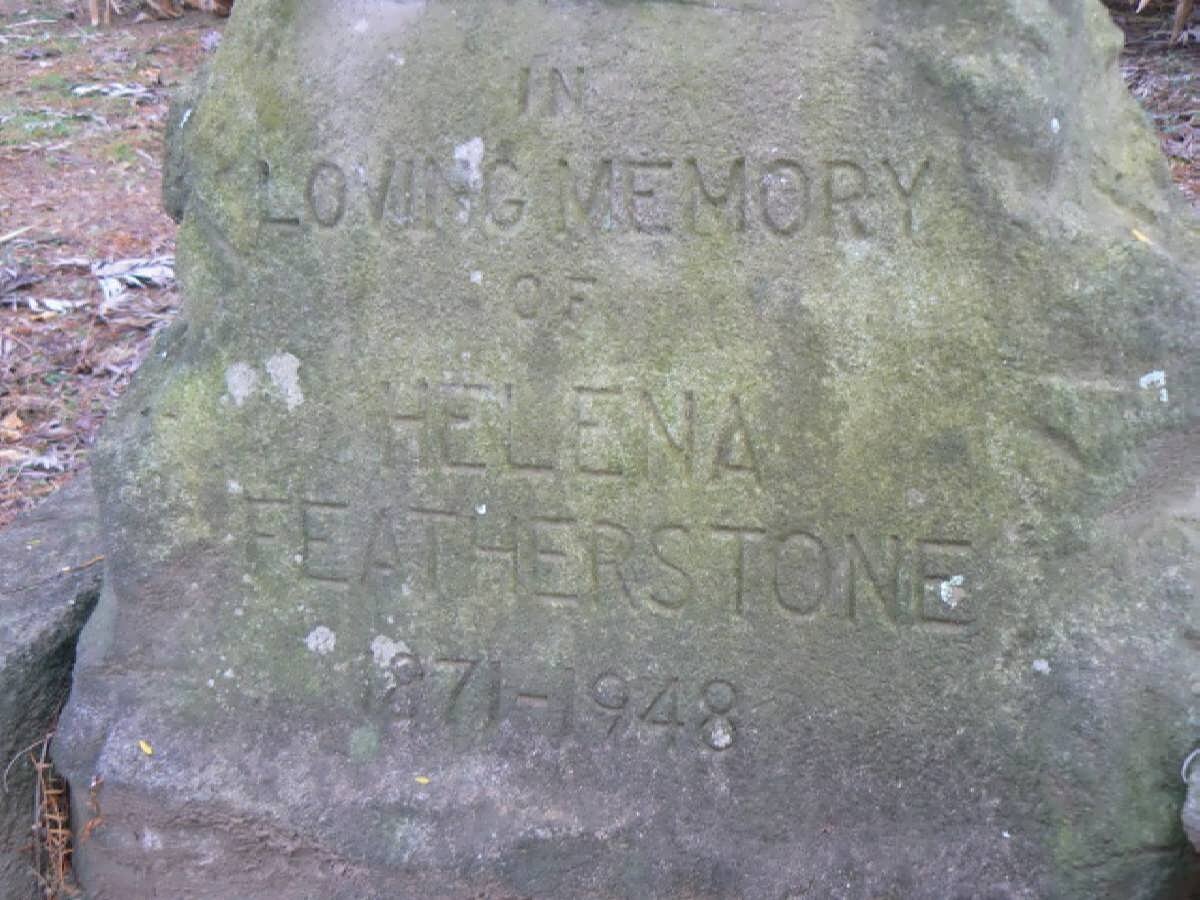 IN
LOVING MEMORY
OF
HELENA
FEATHERSTONE
1871-1948